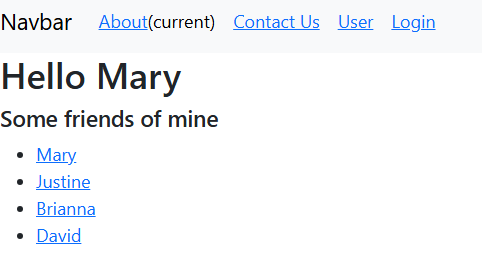 Navbar About(current) Contact Us User Login
Hello Mary
Some friends of mine
Mary
Justine
Brianna
David